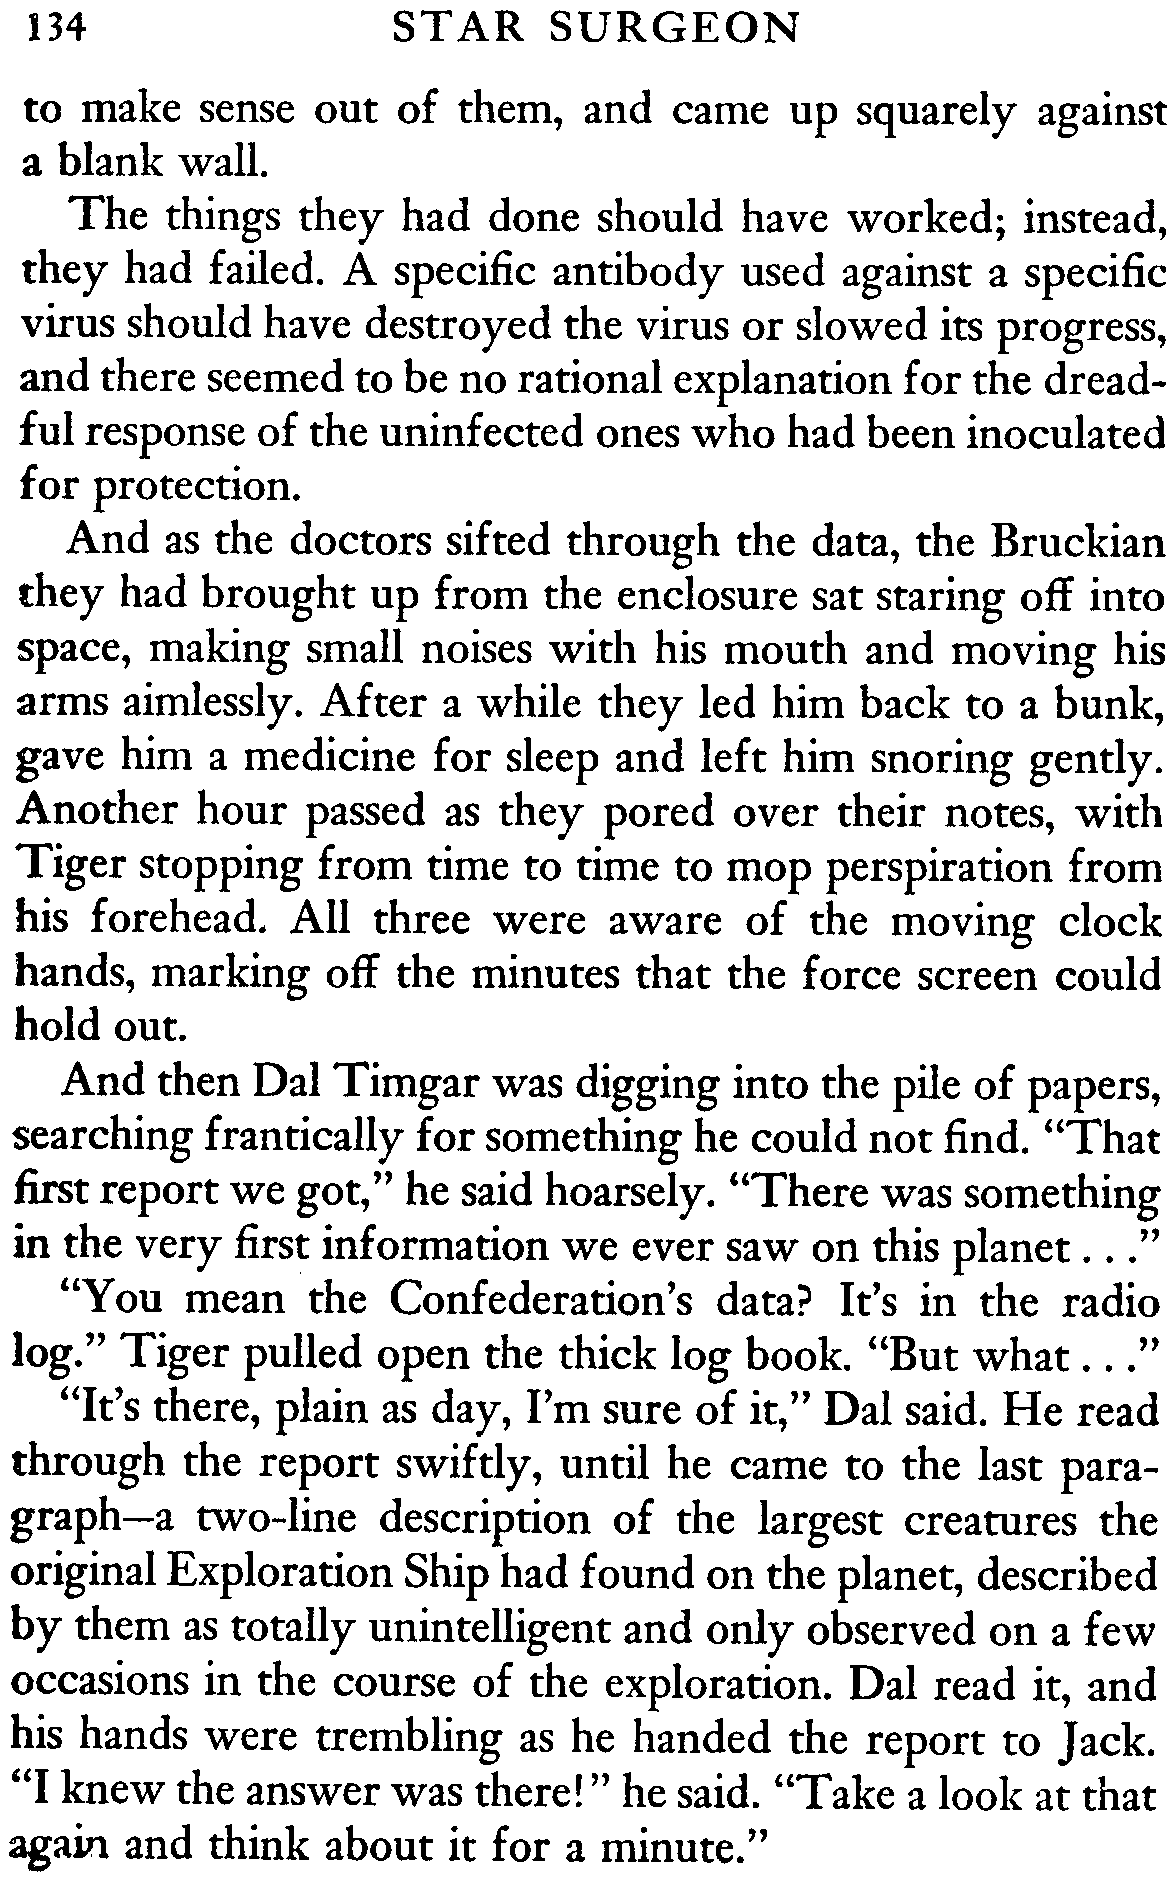 134 STAR SURGEON
to make sense out of them, and came up squarely against
a blank wall.
The things they had done should have worked; instead,
they had failed. A specific antibody used against a specific
virus should have destroyed the virus or slowed its progress,
and there seemed to be no rational explanation for the dread-
ful response of the uninfected ones who had been inoculated
for protection.
And as the doctors sifted through the data, the Bruckian
they had brought up from the enclosure sat staring off into
space, making small noises with his mouth and moving his
arms aimlessly. After a while they led him back to a bunk,
gave him a medicine for sleep and left him snoring gently.
Another hour passed as they pored over their notes, with
Tiger stopping from time to time to mop perspiration from
his forehead. All three were aware of the moving clock
hands, marking off the minutes that the force screen could
hold out.
And then Dal Timgar was digging into the pile of papers,
searching frantically for something he could not find. “That
first report we got,” he said hoarsely. “There was something
in the very first information we ever saw on this planet . . .”
“You mean the Confederation’s data? It’s in the radio
log.” Tiger pulled open the thick log book. “But what . . .”
“It’s there, plain as day, I’m sure of it,” Dal said. He read
through the report swiftly, until he came to the last para-
graph—a two-line description of the largest creatures the
original Exploration Ship had found on the planet, described
by them as totally unintelligent and only observed on a few
occasions in the course of the exploration. Dal read it, and
his hands were trembling as he handed the report to Jack.
“I knew the answer was there!” he said. “Take a look at that
again and think about it for a minute.”